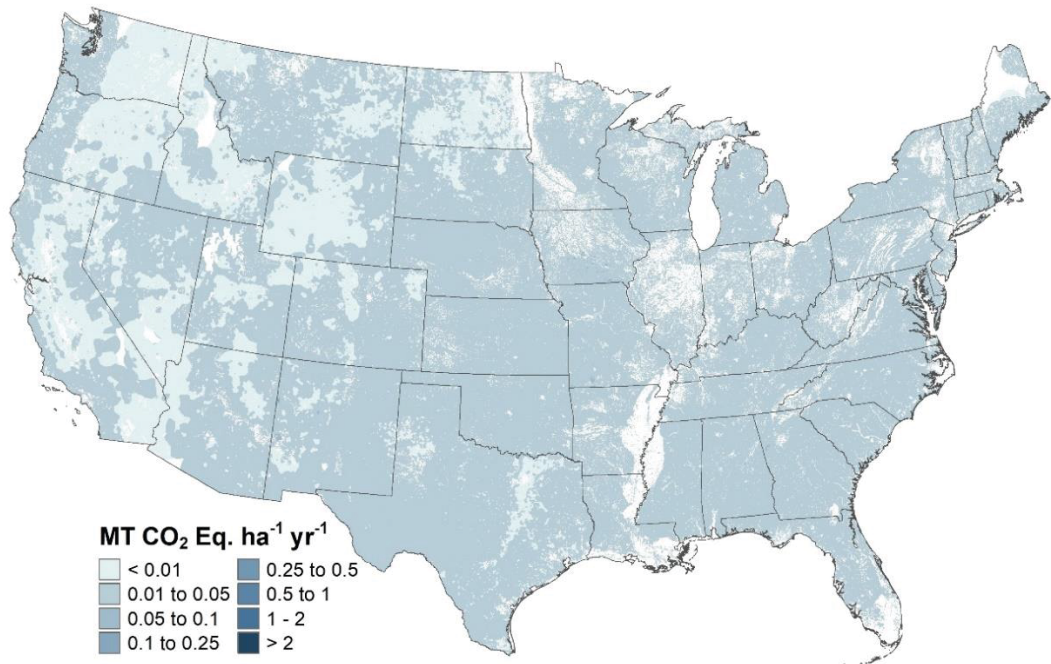 MT CO₂ Eq. ha⁻¹ yr⁻¹
< 0.01
0.01 to 0.05
0.05 to 0.1
0.1 to 0.25
0.25 to 0.5
0.5 to 1
1 - 2
> 2